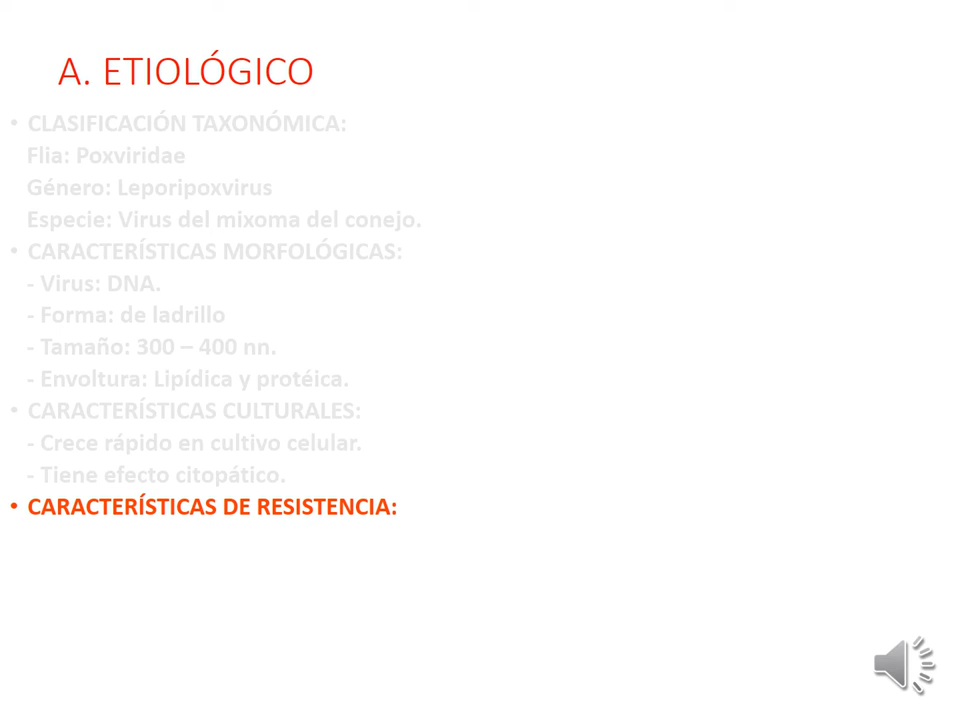 A. ETIOLÓGICO
• CLASIFICACIÓN TAXONÓMICA:
Flia: Poxviridae
Género: Leporipoxvirus
Especie: Virus del mixoma del conejo.
• CARACTERÍSTICAS MORFOLÓGICAS:
- Virus: DNA.
- Forma: de ladrillo
- Tamaño: 300 – 400 nn.
- Envoltura: Lipídica y protéica.
• CARACTERÍSTICAS CULTURALES:
- Crece rápido en cultivo celular.
- Tiene efecto citopático.
• CARACTERÍSTICAS DE RESISTENCIA: